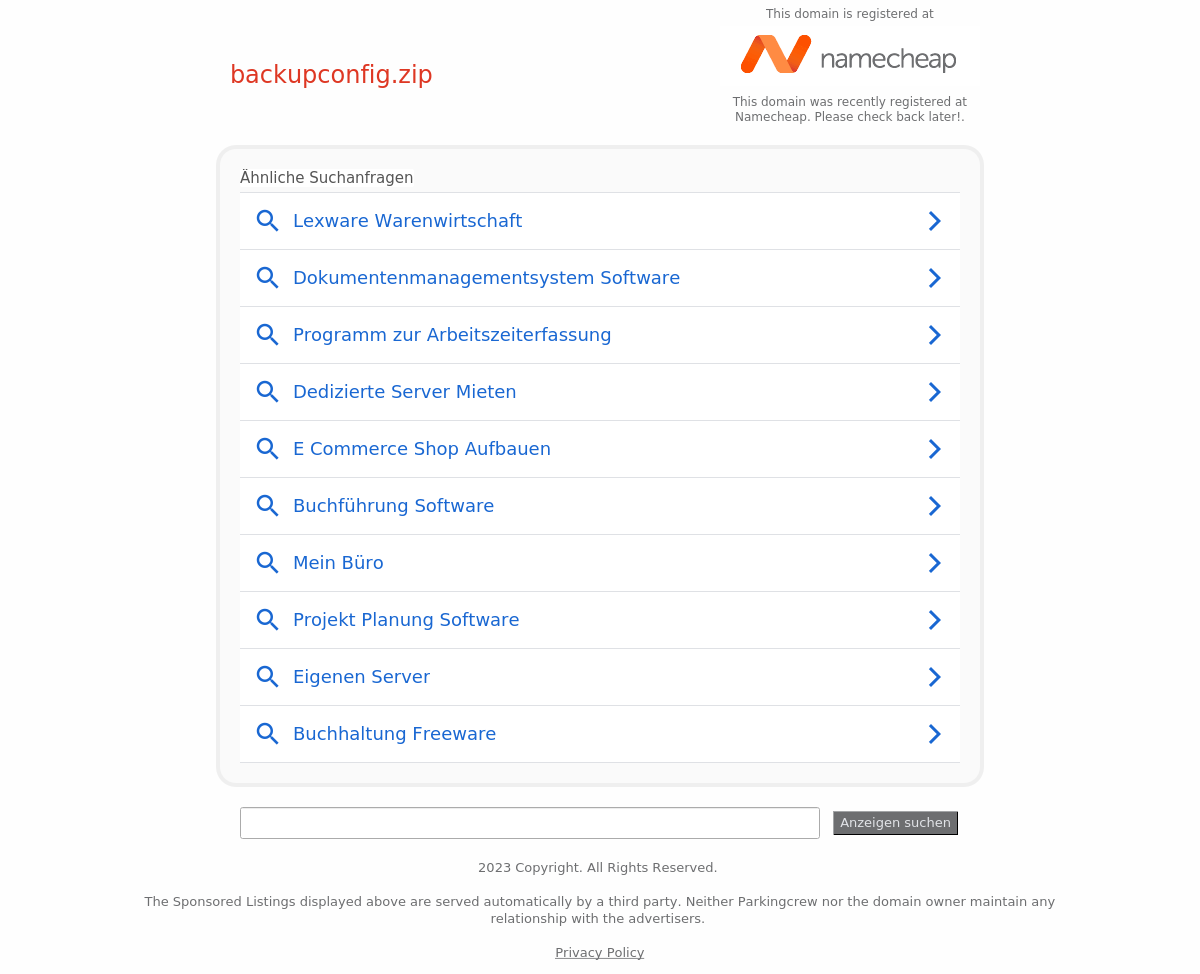 This domain is registered at
namecheap
backupconfig.zip
This domain was recently registered at
Namecheap. Please check back later!.
Ähnliche Suchanfragen
Lexware Warenwirtschaft
Dokumentenmanagementsystem Software
Programm zur Arbeitszeiterfassung
Dedizierte Server Mieten
E Commerce Shop Aufbauen
Buchführung Software
Mein Büro
Projekt Planung Software
Eigenen Server
Buchhaltung Freeware
Anzeigen suchen
2023 Copyright. All Rights Reserved.
The Sponsored Listings displayed above are served automatically by a third party. Neither Parkingcrew nor the domain owner maintain any
relationship with the advertisers.
Privacy Policy